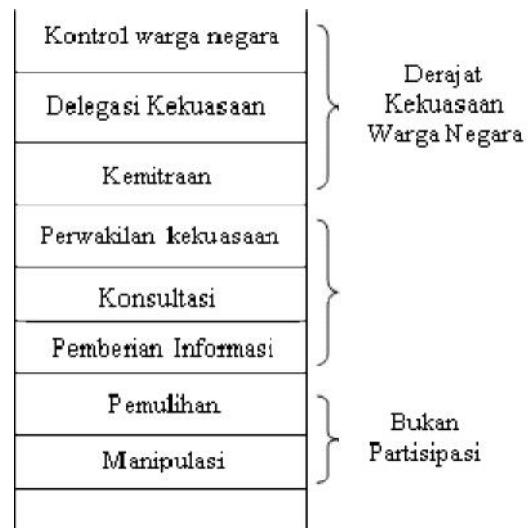 Kontrol warga negara
Delegasi Kekuasaan
Kemitraan
Derajat
Kekuasaan
Warga Negara
Perwakilan kekuasaan
Konsultasi
Pemberian Informasi
Pemulihan
Manipulasi
Bukan
Partisipasi